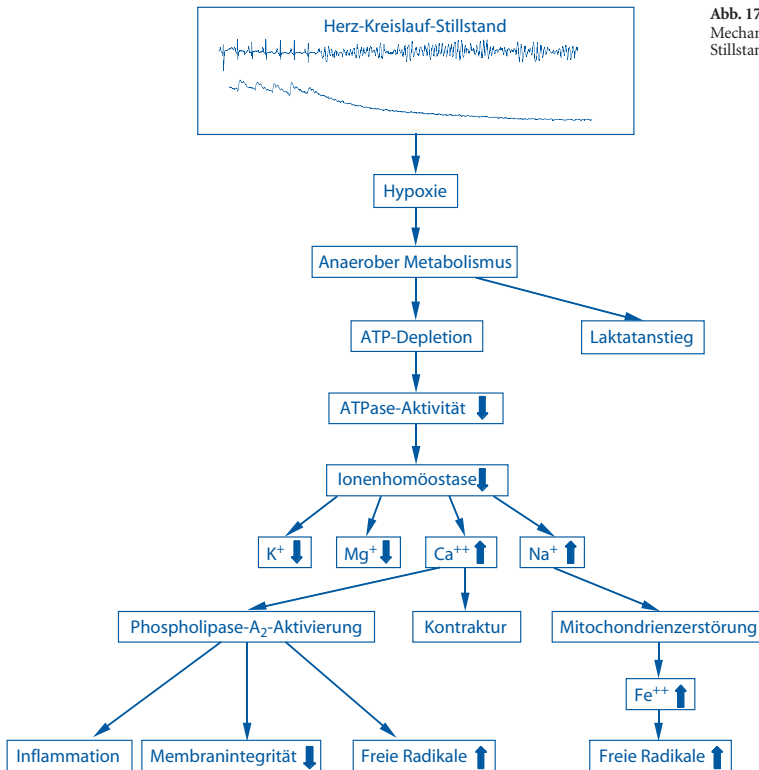 Herz-Kreislauf-Stillstand
Abb. 17
Mechan
Stillstan
Hypoxie
Anaerober Metabolismus
ATP-Depletion
Laktatanstieg
ATPase-Aktivität
Ionenhomöostase
K⁺
Mg⁺
Ca⁺⁺
Na⁺
Phospholipase-A₂-Aktivierung
Kontraktur
Mitochondrienzerstörung
Fe⁺⁺
Inflammation
Membranintegrität
Freie Radikale
Freie Radikale